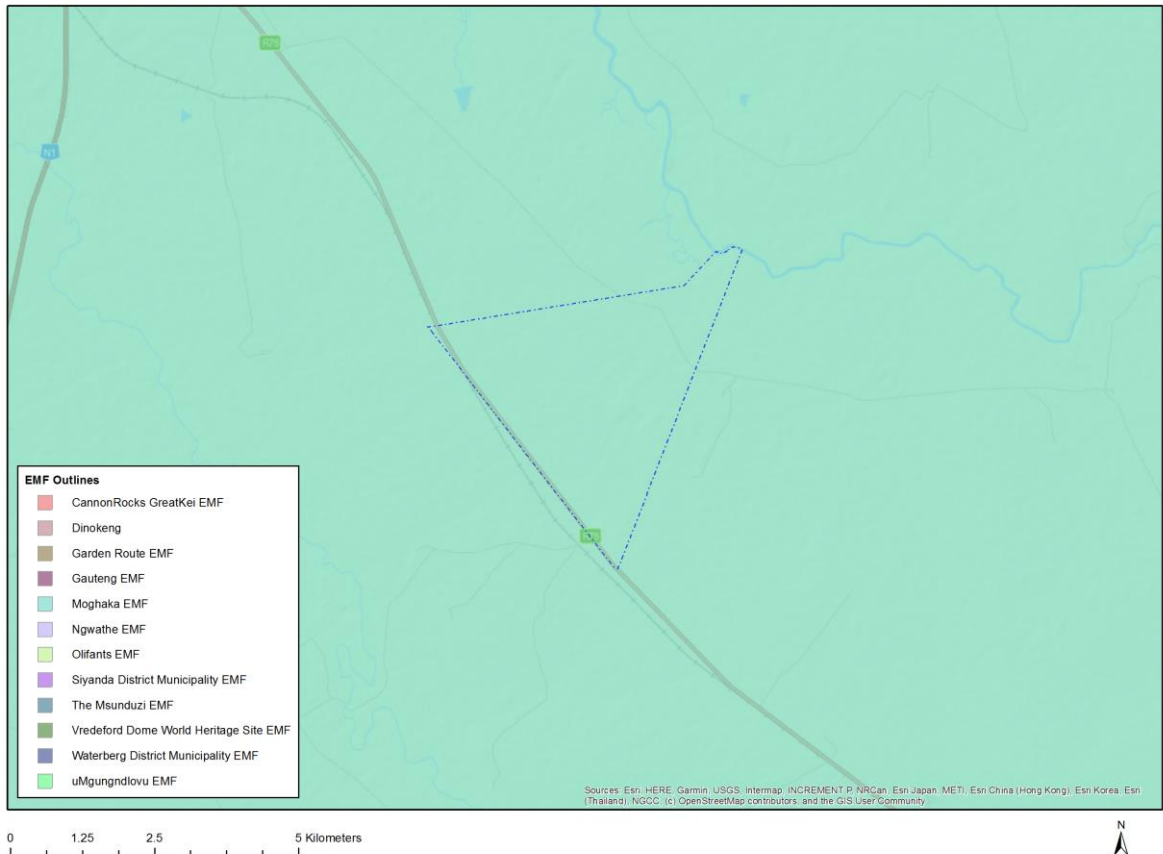 R76
N1
EMF Outlines
CannonRocks GreatKei EMF
Dinokeng
Garden Route EMF
Gauteng EMF
Moghaka EMF
Ngwathe EMF
Olifants EMF
Siyanda District Municipality EMF
The Msunduzi EMF
Vredeford Dome World Heritage Site EMF
Waterberg District Municipality EMF
uMgungndlovu EMF
Sources: Esri, HERE, Garmin, USGS, Intermap, INCREMENT P, NRCan, Esri Japan, METI, Esri China (Hong Kong), Esri Korea, Esri
(Thailand), NGCC, (c) OpenStreetMap contributors, and the GIS User Community
0 1.25 2.5 5 Kilometers
N